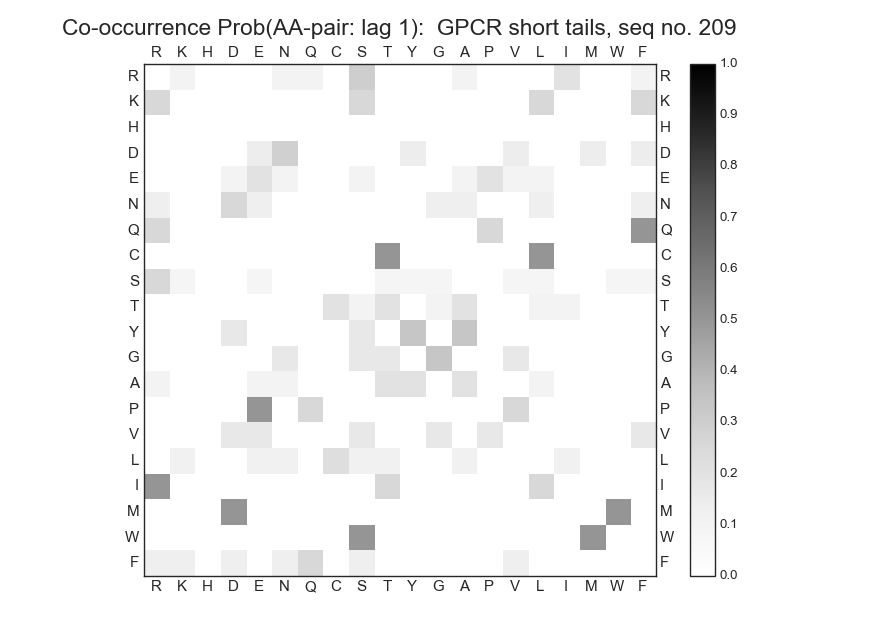 Co-occurrence Prob(AA-pair: lag 1):  GPCR short tails, seq no. 209
R K H D E N Q C S T Y G A P V L I M W F
R R 1.0
K K 0.9
H H
D D 0.8
E E
N N 0.7
Q Q
C C 0.6
S S
T T 0.5
Y Y
G G 0.4
A A
P P 0.3
V V
L L 0.2
I I
M M 0.1
W W
F F 0.0
R K H D E N Q C S T Y G A P V L I M W F